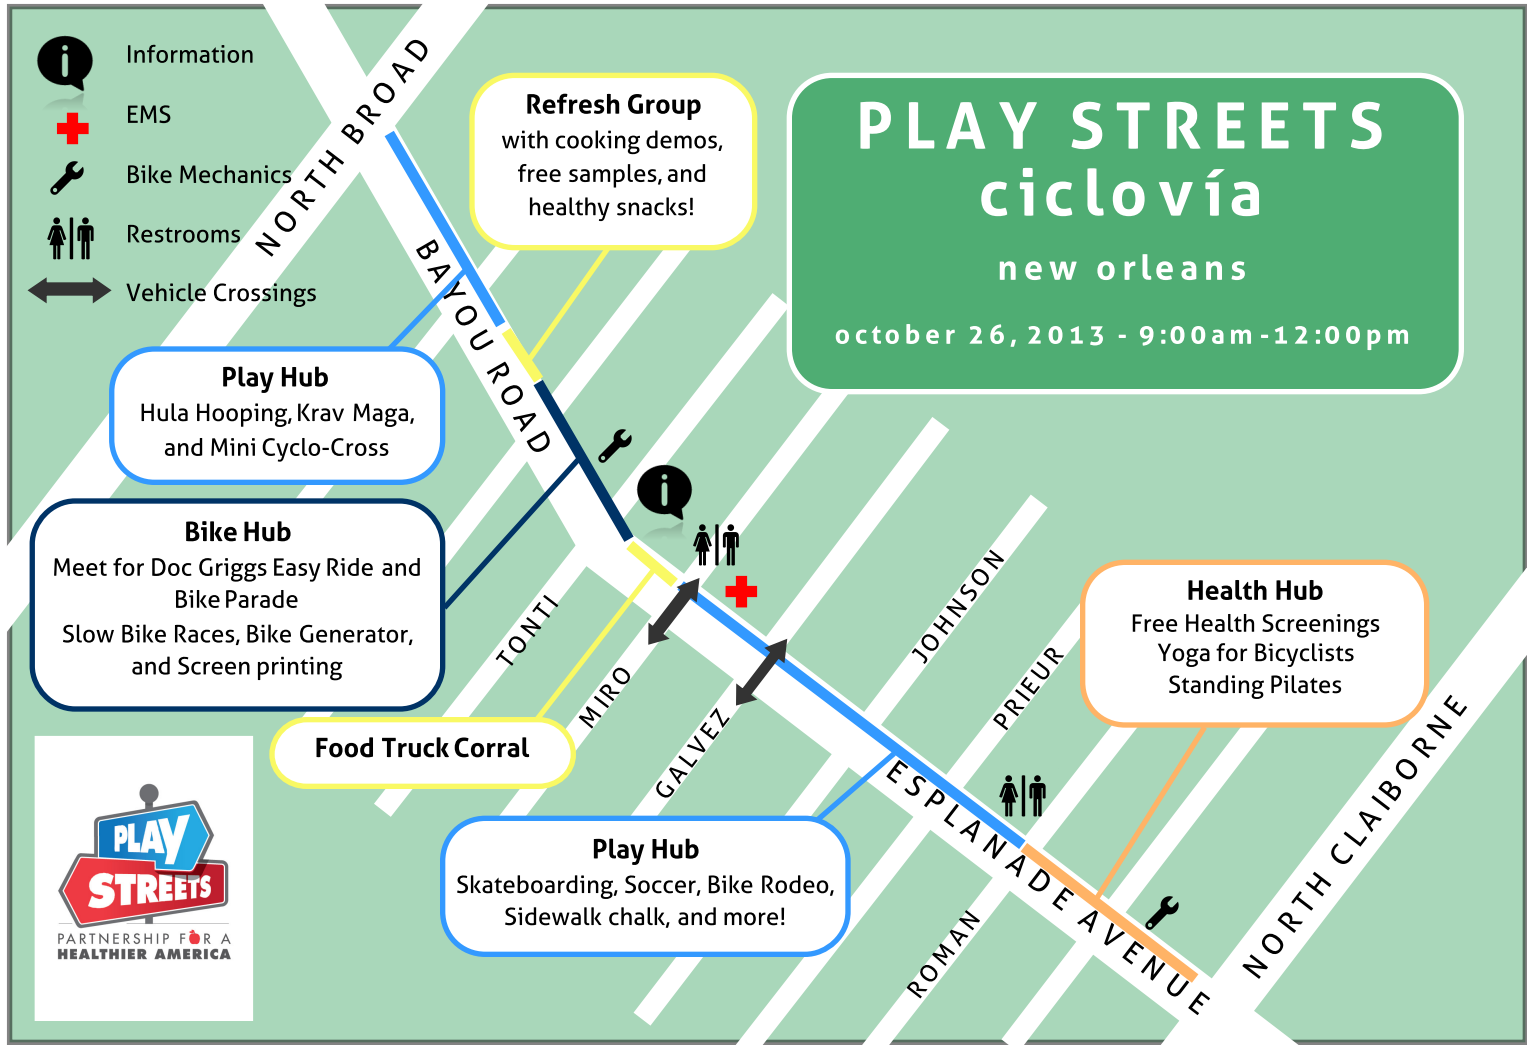 Information
EMS
Bike Mechanics
Restrooms
Vehicle Crossings
NORTH BROAD
BAYOU ROAD
Refresh Group
with cooking demos,
free samples, and
healthy snacks!
PLAY STREETS
ciclovía
new orleans
october 26, 2013 - 9:00am -12:00pm
Play Hub
Hula Hooping, Krav Maga,
and Mini Cyclo-Cross
Bike Hub
Meet for Doc Griggs Easy Ride and
Bike Parade
Slow Bike Races, Bike Generator,
and Screen printing
Food Truck Corral
TONTI
MIRO
GALVEZ
JOHNSON
PRIEUR
Health Hub
Free Health Screenings
Yoga for Bicyclists
Standing Pilates
Play Hub
Skateboarding, Soccer, Bike Rodeo,
Sidewalk chalk, and more!
ESPLANADE AVENUE
ROMAN
NORTH CLAIBORNE
PLAY
STREETS
PARTNERSHIP FOR A
HEALTHIER AMERICA